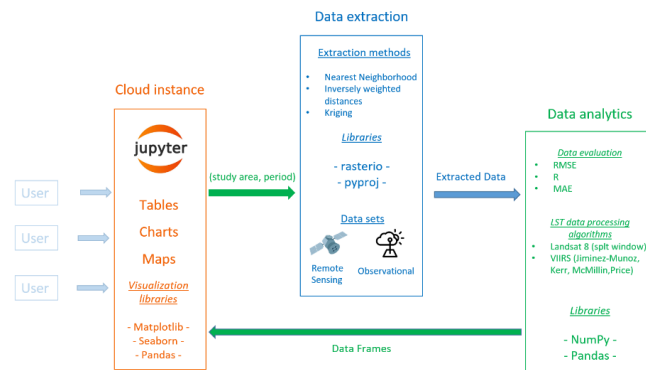 Data extraction
Extraction methods
• Nearest Neighborhood
• Inversely weighted
distances
• Kriging
Libraries
- rasterio -
- pyproj -
Data sets
Remote
Sensing
Observational
Cloud instance
jupyter
Tables
Charts
Maps
Visualization
libraries
- Matplotlib -
- Seaborn -
- Pandas -
User
User
User
(study area, period)
Extracted Data
Data analytics
Data evaluation
• RMSE
• R
• MAE
LST data processing
algorithms
• Landsat 8 (splt window)
• VIIRS (Jiminez-Munoz,
Kerr, McMillin,Price)
Libraries
- NumPy -
- Pandas -
Data Frames